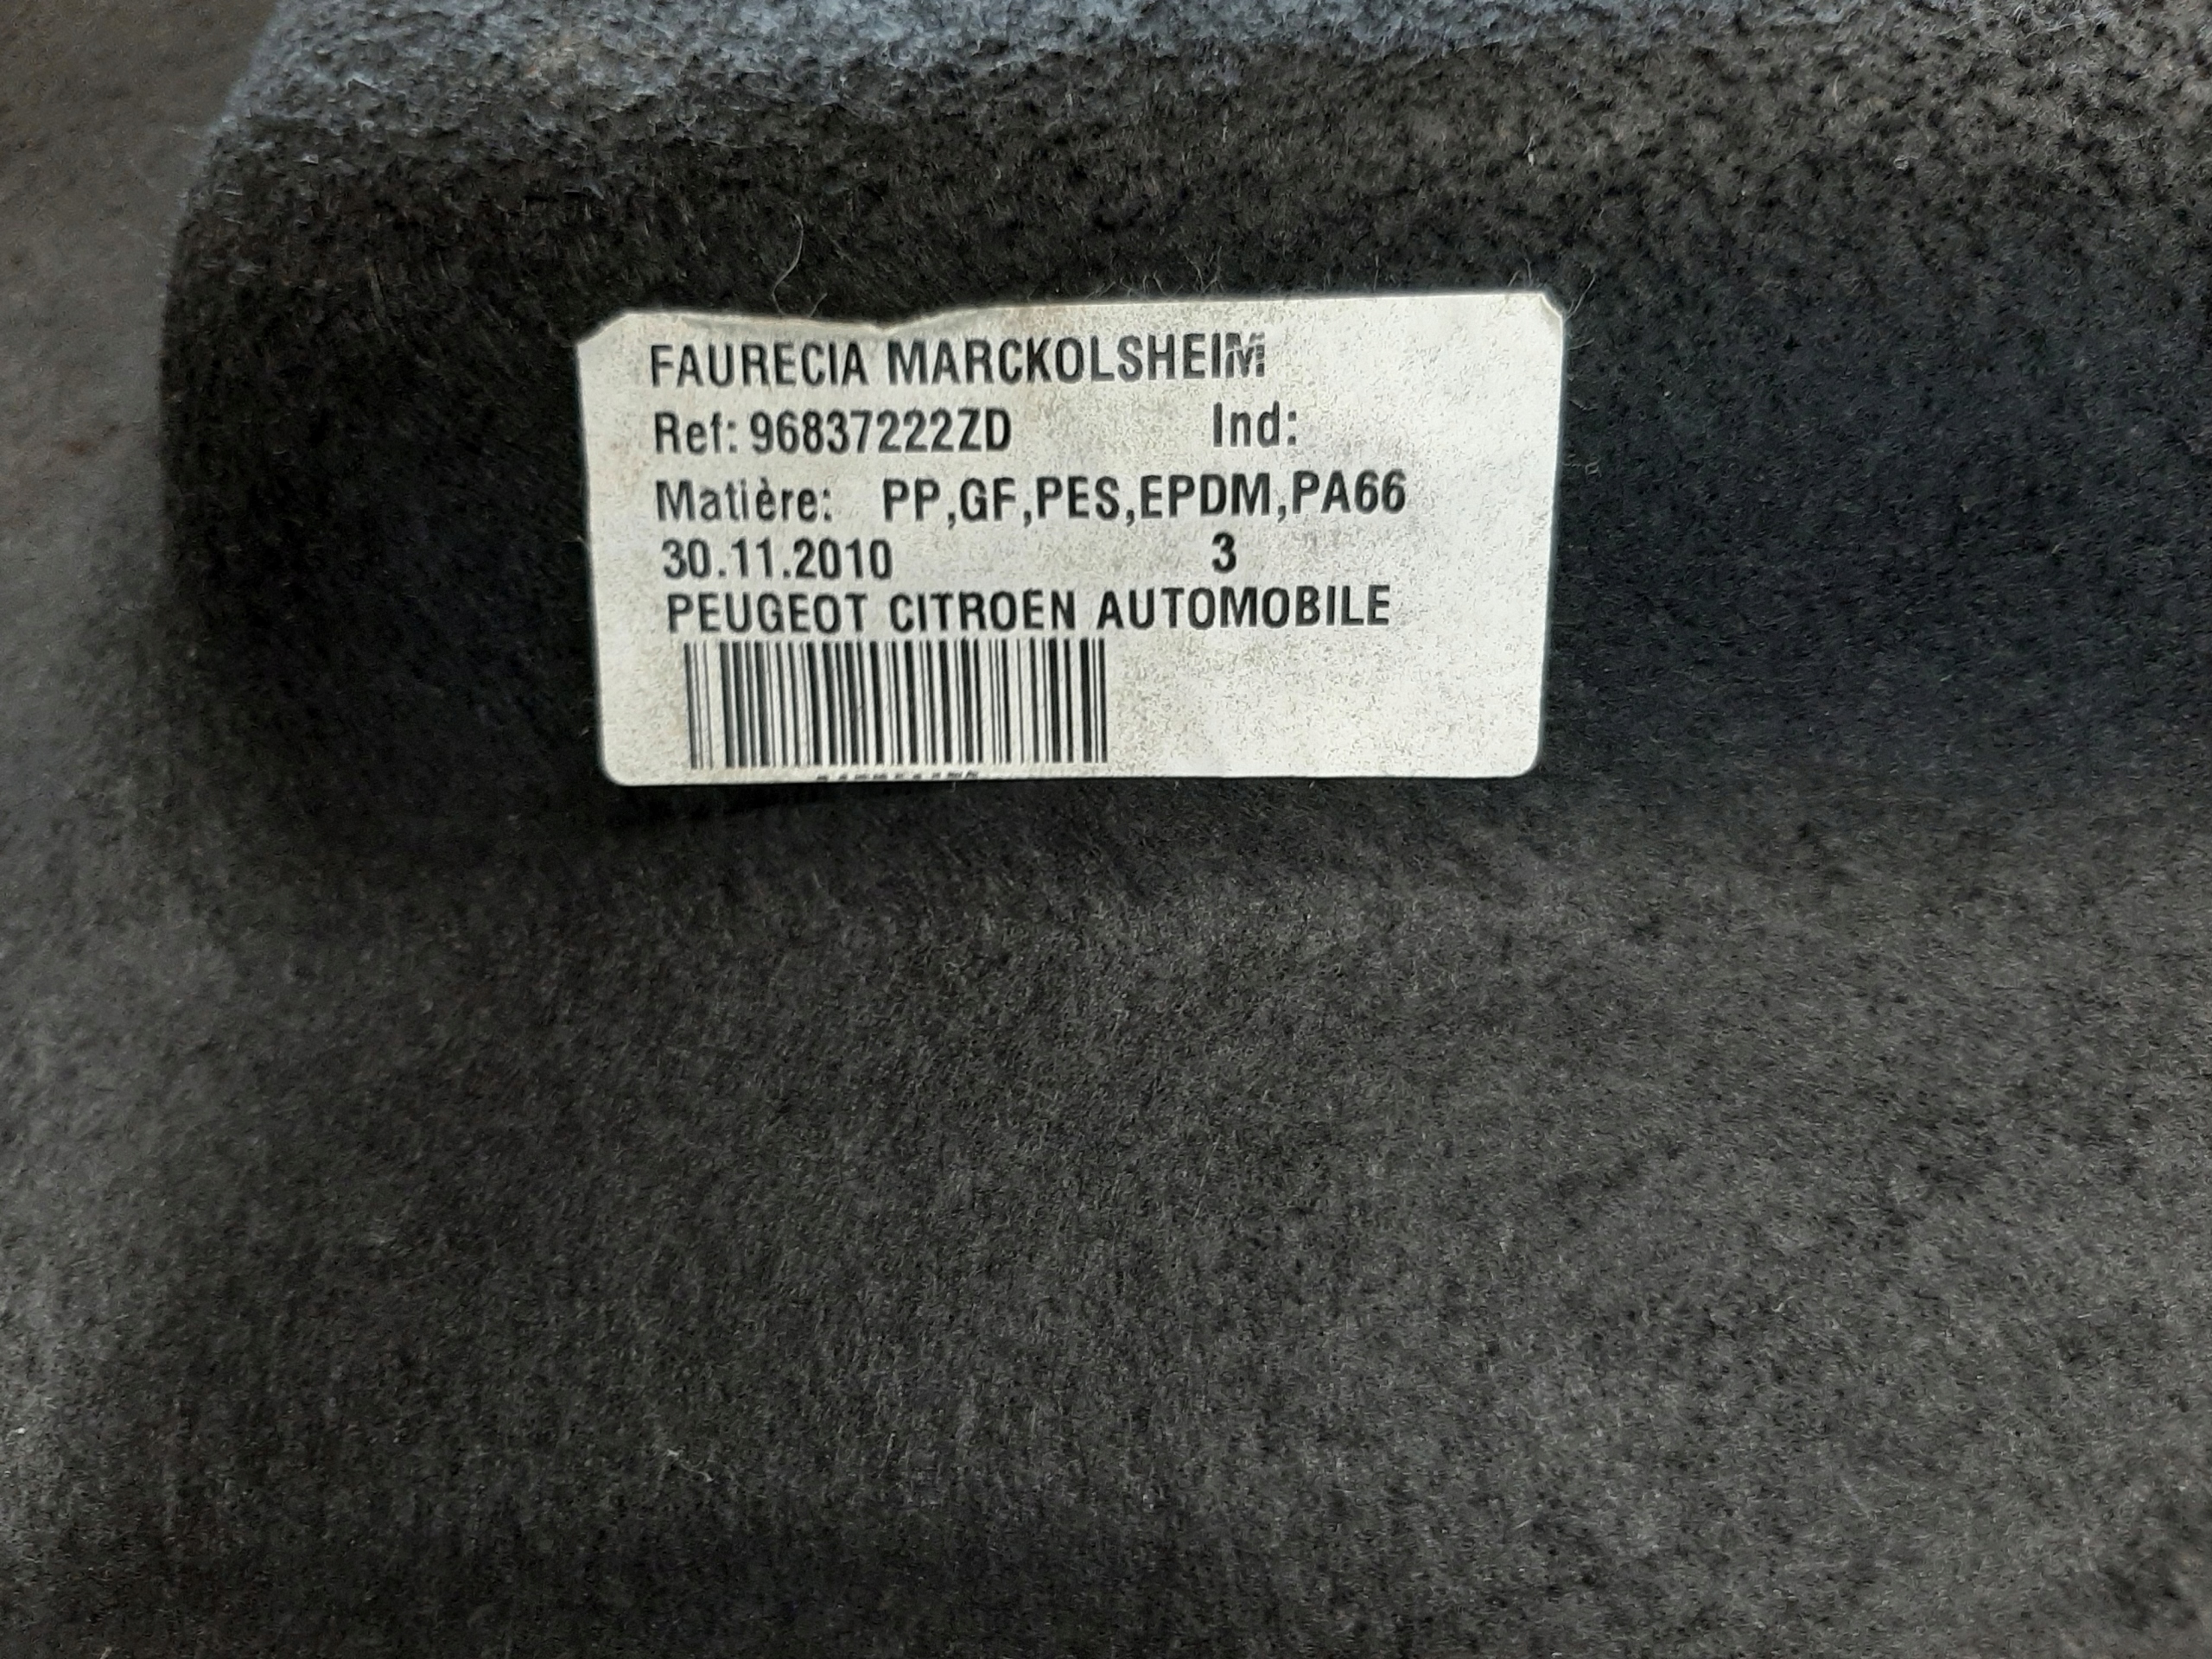 FAURECIA MARCKOLSHEIM
Ref: 96837222ZD Ind:
Matière: PP,GF,PES,EPDM,PA66
30.11.2010 3
PEUGEOT CITROEN AUTOMOBILE